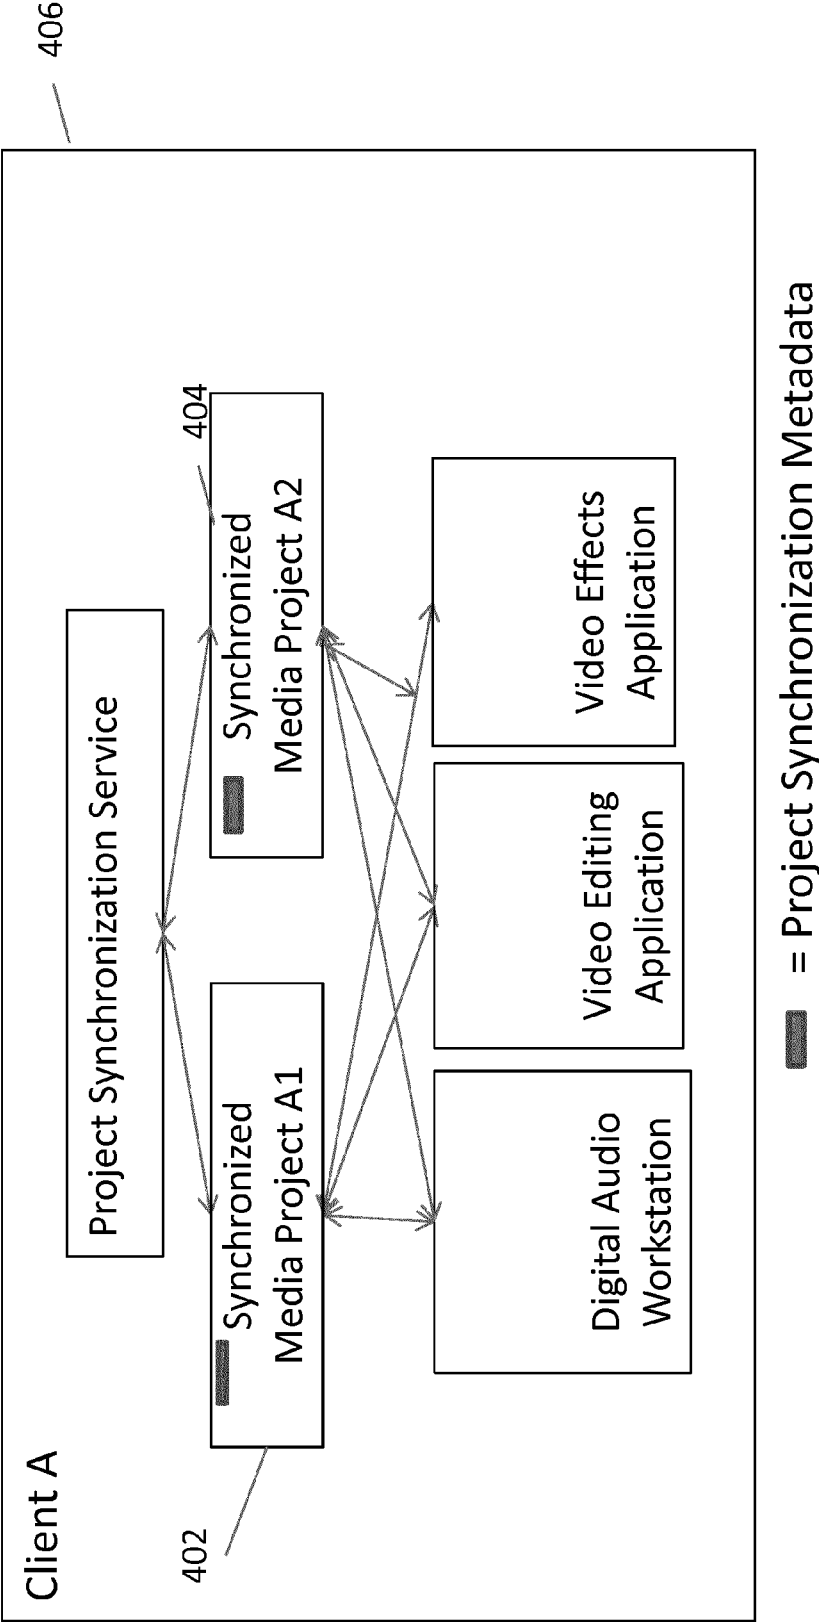 Client A
406
Project Synchronization Service
402
Synchronized
Media Project A1
404
Synchronized
Media Project A2
Digital Audio
Workstation
Video Editing
Application
Video Effects
Application
= Project Synchronization Metadata